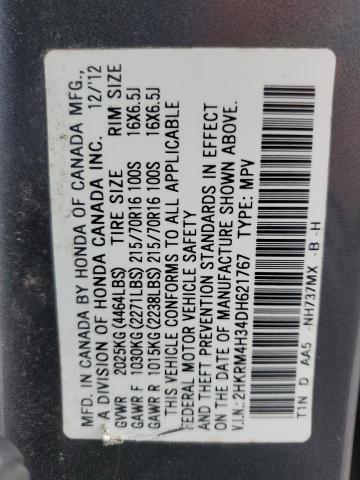 MFD. IN CANADA BY HONDA OF CANADA MFG.,
A DIVISION OF HONDA CANADA INC. 12/'12
GVWR 2025KG(4464LBS) TIRE SIZE RIM SIZE
GAWR F 1030KG(2271LBS) 215/70R16 100S 16X6.5J
GAWR R 1015KG(2238LBS) 215/70R16 100S 16X6.5J
THIS VEHICLE CONFORMS TO ALL APPLICABLE
FEDERAL MOTOR VEHICLE SAFETY
AND THEFT PREVENTION STANDARDS IN EFFECT
ON THE DATE OF MANUFACTURE SHOWN ABOVE.
V.I.N.: 2HKRM4H34DH621767 TYPE: MPV
T1N D AA5 -NH737MX -B -H